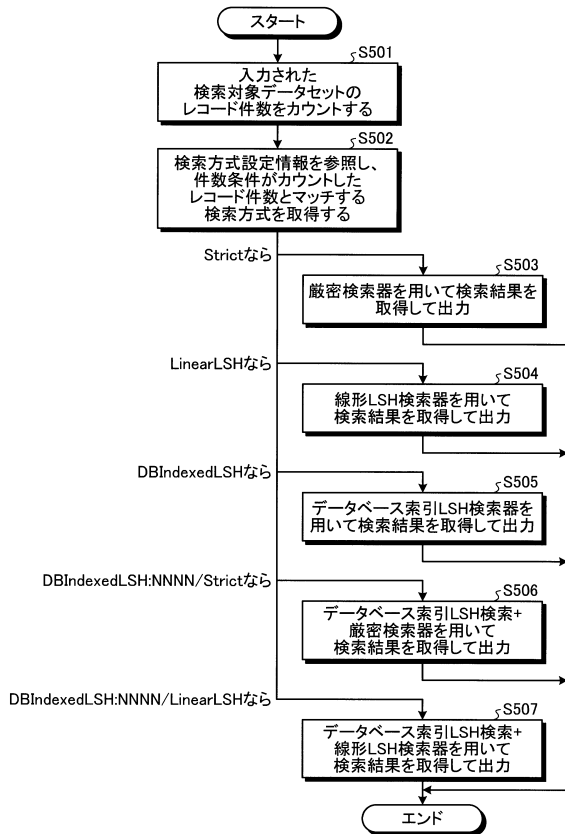 スタート
S501
入力された
検索対象データセットの
レコード件数をカウントする
S502
検索方式設定情報を参照し、
件数条件がカウントした
レコード件数とマッチする
検索方式を取得する
Strictなら
S503
厳密検索器を用いて検索結果を
取得して出力
LinearLSHなら
S504
線形LSH検索器を用いて
検索結果を取得して出力
DBIndexedLSHなら
S505
データベース索引LSH検索器を
用いて検索結果を取得して出力
DBIndexedLSH:NNNN/Strictなら
S506
データベース索引LSH検索+
厳密検索器を用いて
検索結果を取得して出力
DBIndexedLSH:NNNN/LinearLSHなら
S507
データベース索引LSH検索+
線形LSH検索器を用いて
検索結果を取得して出力
エンド